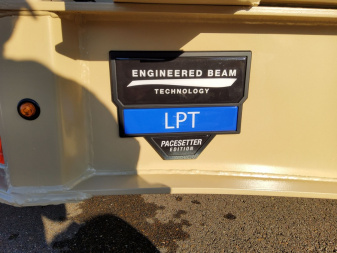 ENGINEERED BEAM
TECHNOLOGY
LPT
PACESETTER
EDITION